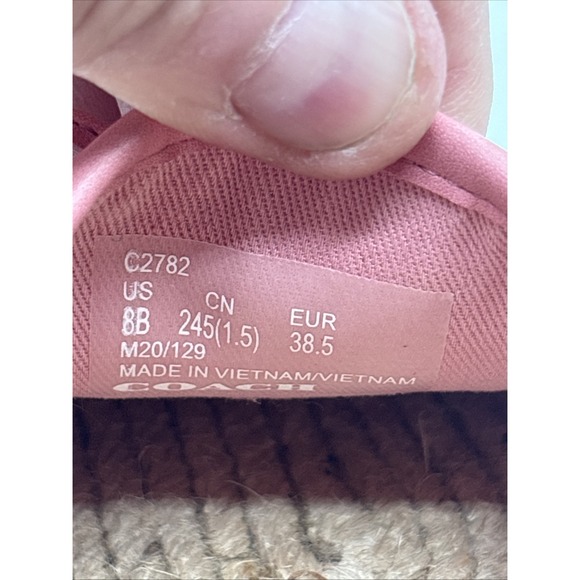 C2782
US CN EUR
8B 245(1.5) 38.5
M20/129
MADE IN VIETNAM/VIETNAM
COACH